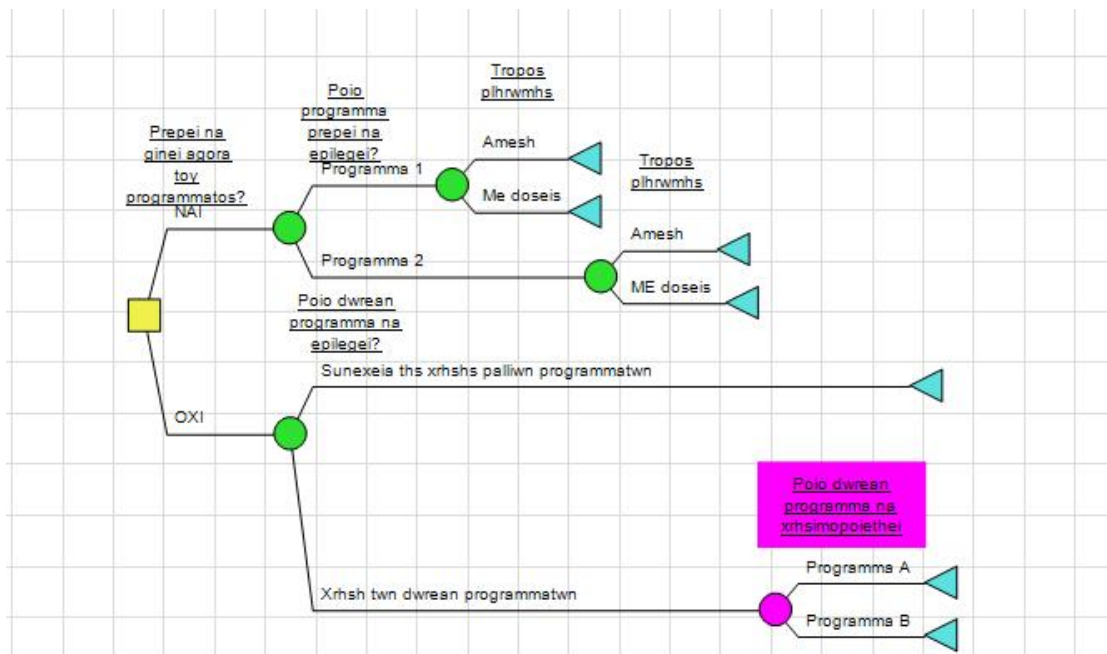 Tropos
plhrwmhs
Poio
programma
prepei na
epilegei?
Prepei na
ginei agora
toy
programmatos?
NAI
Programma 1
Amesh
Me doseis
Tropos
plhrwmhs
Programma 2
Amesh
ME doseis
Poio dwrean
programma na
epilegei?
Sunexeia ths xrhshs palliwn programmatwn
OXI
Poio dwrean
programma na
xrhsimopoiethei
Xrhsh twn dwrean programmatwn
Programma A
Programma B